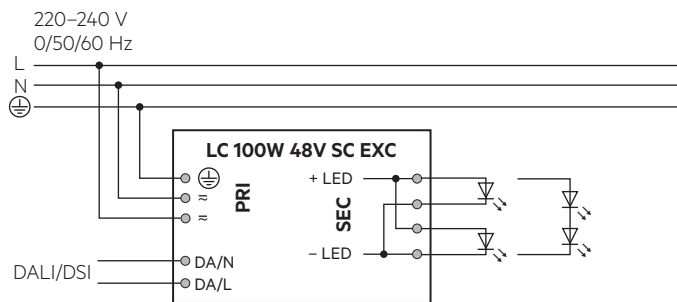 220–240 V
0/50/60 Hz
L
N
LC 100W 48V SC EXC
PRI
≂
≂
+ LED
SEC
– LED
DALI/DSI
DA/N
DA/L